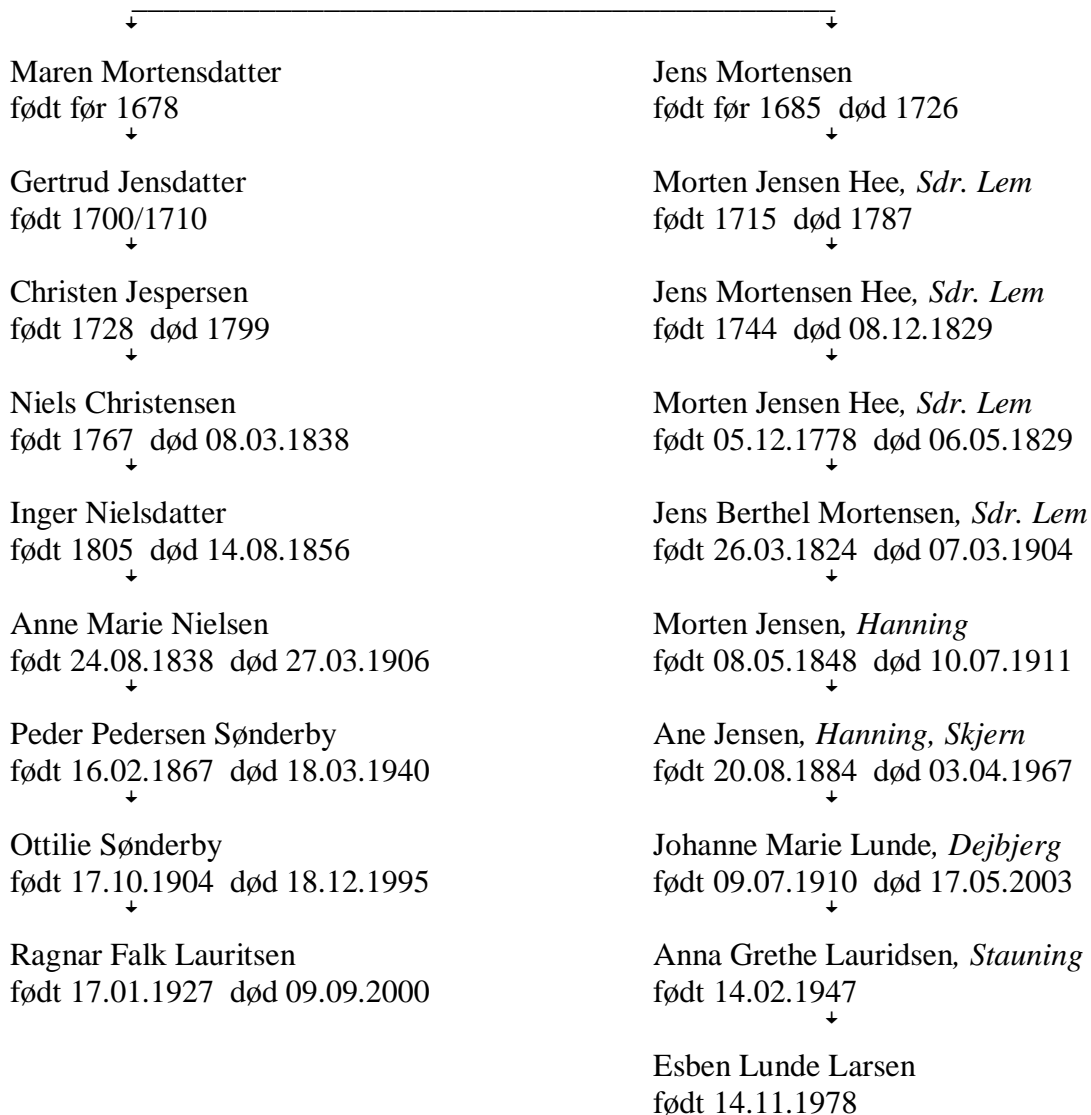 Maren Mortensdatter
født før 1678
Gertrud Jensdatter
født 1700/1710
Christen Jespersen
født 1728 død 1799
Niels Christensen
født 1767 død 08.03.1838
Inger Nielsdatter
født 1805 død 14.08.1856
Anne Marie Nielsen
født 24.08.1838 død 27.03.1906
Peder Pedersen Sønderby
født 16.02.1867 død 18.03.1940
Ottilie Sønderby
født 17.10.1904 død 18.12.1995
Ragnar Falk Lauritsen
født 17.01.1927 død 09.09.2000
Jens Mortensen
født før 1685 død 1726
Morten Jensen Hee, Sdr. Lem
født 1715 død 1787
Jens Mortensen Hee, Sdr. Lem
født 1744 død 08.12.1829
Morten Jensen Hee, Sdr. Lem
født 05.12.1778 død 06.05.1829
Jens Berthel Mortensen, Sdr. Lem
født 26.03.1824 død 07.03.1904
Morten Jensen, Hanning
født 08.05.1848 død 10.07.1911
Ane Jensen, Hanning, Skjern
født 20.08.1884 død 03.04.1967
Johanne Marie Lunde, Dejbjerg
født 09.07.1910 død 17.05.2003
Anna Grethe Lauridsen, Stauning
født 14.02.1947
Esben Lunde Larsen
født 14.11.1978